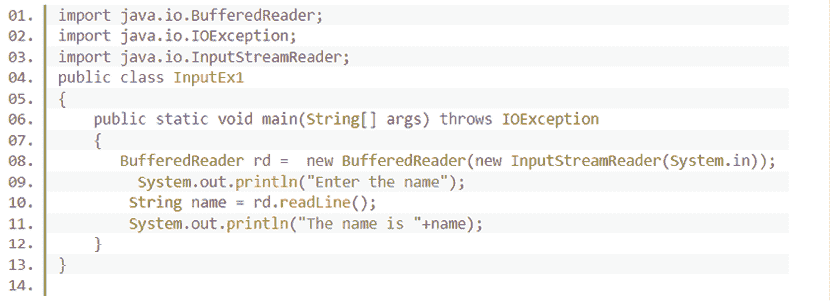 01. import java.io.BufferedReader;
02. import java.io.IOException;
03. import java.io.InputStreamReader;
04. public class InputEx1
05. {
06.     public static void main(String[] args) throws IOException
07.     {
08.        BufferedReader rd =  new BufferedReader(new InputStreamReader(System.in));
09.          System.out.println("Enter the name");
10.         String name = rd.readLine();
11.         System.out.println("The name is "+name);
12.     }
13. }
14.